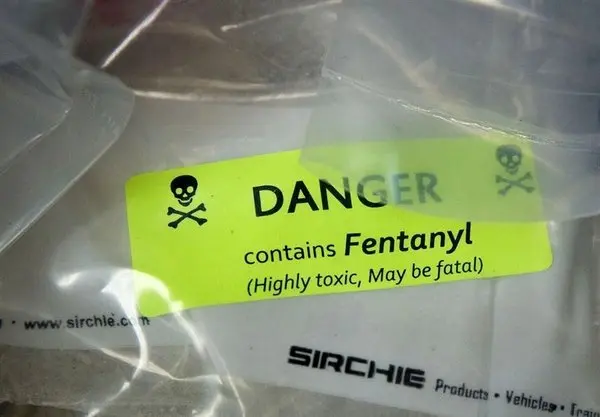 DANGER
contains Fentanyl
(Highly toxic, May be fatal)
www.sirchie.com
SIRCHIE Products • Vehicles •